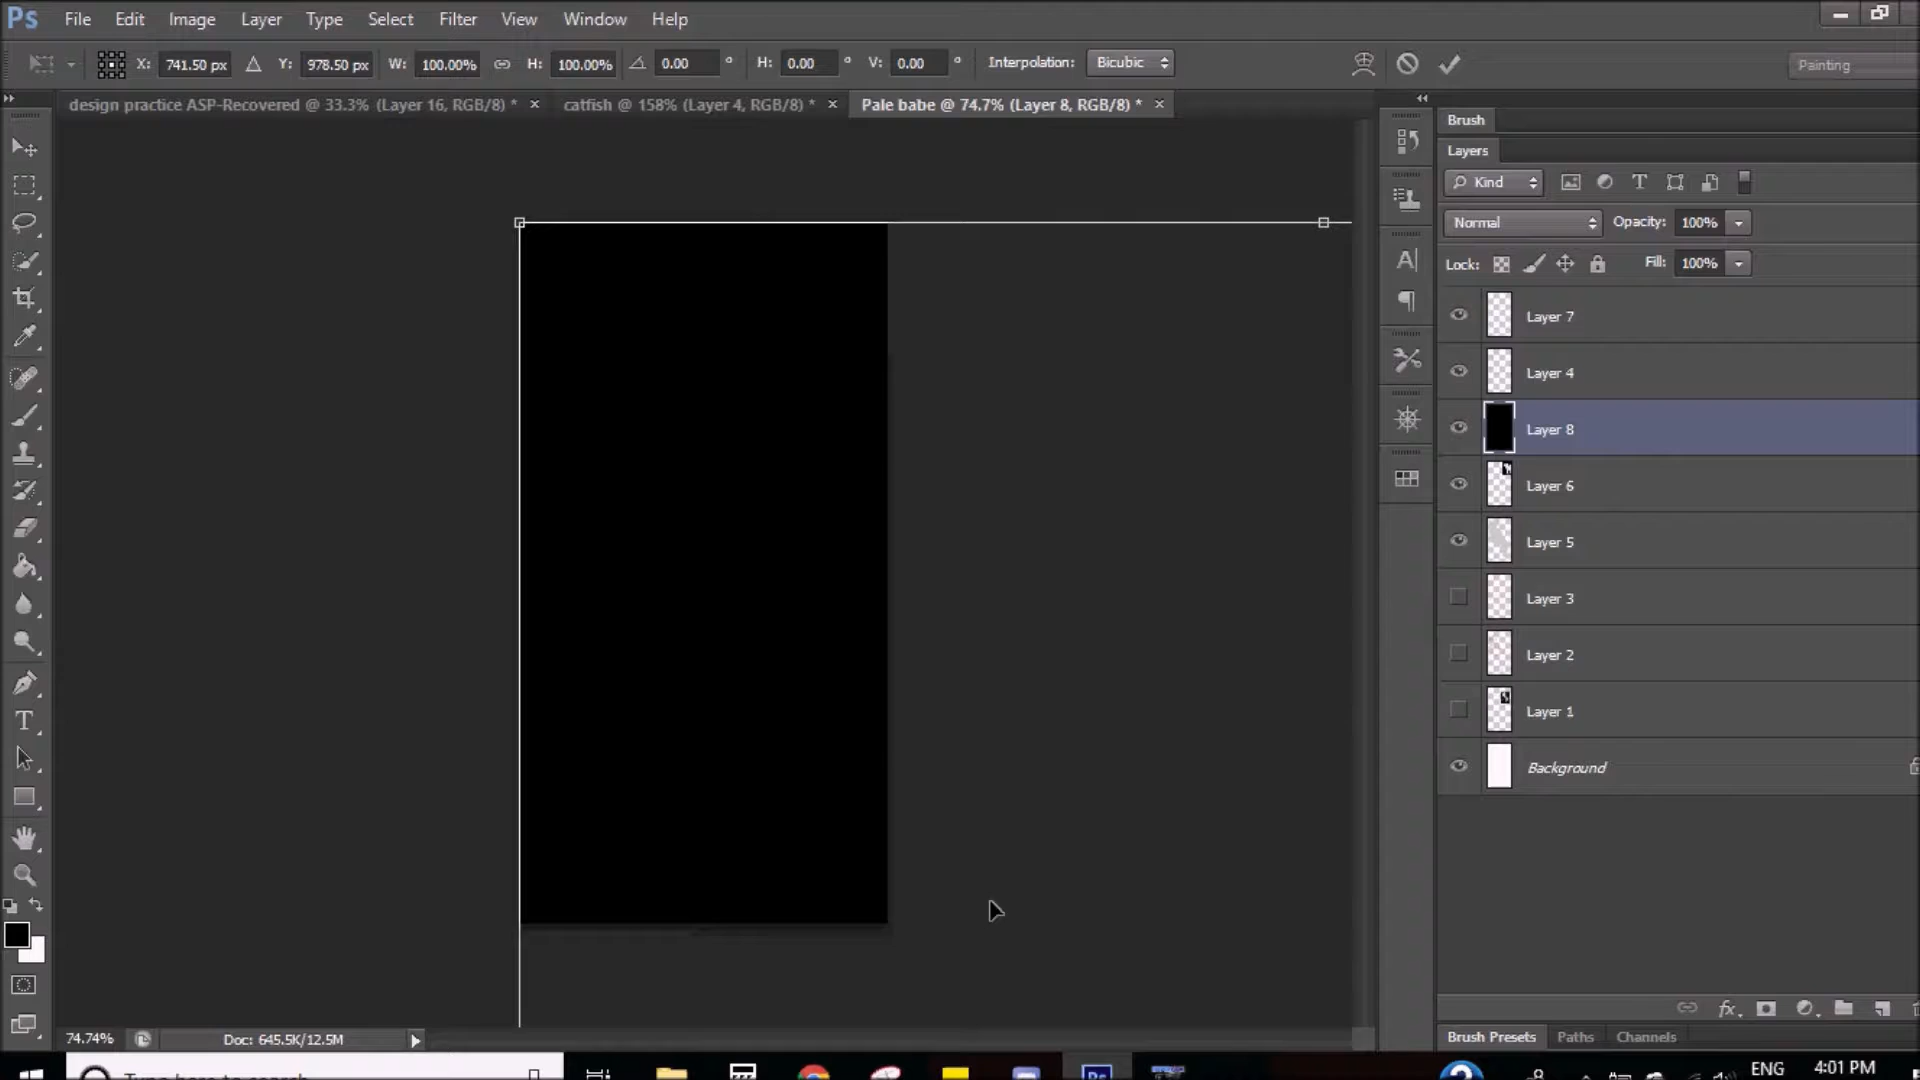 Ps File Edit Image Layer Type Select Filter View Window Help
X: 741.50 px Y: 978.50 px W: 100.00% H: 100.00% 0.00 ° H: 0.00 ° V: 0.00 ° Interpolation: Bicubic Painting
design practice ASP-Recovered @ 33.3% (Layer 16, RGB/8) * × catfish @ 158% (Layer 4, RGB/8) * × Pale babe @ 74.7% (Layer 8, RGB/8) * ×
Brush
Layers
Kind
Normal Opacity: 100%
Lock: Fill: 100%
Layer 7
Layer 4
Layer 8
Layer 6
Layer 5
Layer 3
Layer 2
Layer 1
Background
74.74% Doc: 645.5K/12.5M
Brush Presets Paths Channels
Type here to search
ENG 4:01 PM